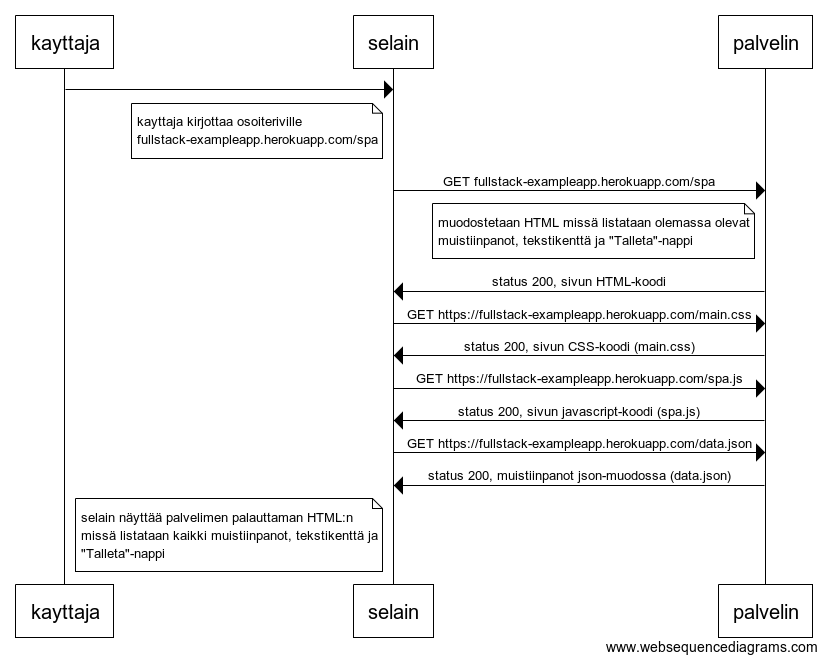 kayttaja
selain
palvelin
kayttaja kirjottaa osoiteriville
fullstack-exampleapp.herokuapp.com/spa
GET fullstack-exampleapp.herokuapp.com/spa
muodostetaan HTML missä listataan olemassa olevat
muistiinpanot, tekstikenttä ja "Talleta"-nappi
status 200, sivun HTML-koodi
GET https://fullstack-exampleapp.herokuapp.com/main.css
status 200, sivun CSS-koodi (main.css)
GET https://fullstack-exampleapp.herokuapp.com/spa.js
status 200, sivun javascript-koodi (spa.js)
GET https://fullstack-exampleapp.herokuapp.com/data.json
status 200, muistiinpanot json-muodossa (data.json)
selain näyttää palvelimen palauttaman HTML:n
missä listataan kaikki muistiinpanot, tekstikenttä ja
"Talleta"-nappi
kayttaja
selain
palvelin
www.websequencediagrams.com